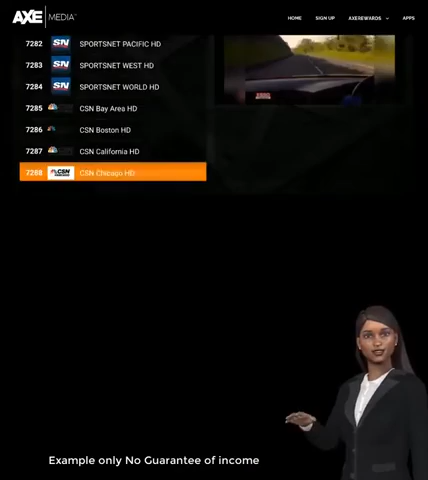 AXE MEDIA
HOME SIGN UP AXEREWARDS APPS
7282 SN SPORTSNET PACIFIC HD
7283 SN SPORTSNET WEST HD
7284 SN SPORTSNET WORLD HD
7285 CSN Bay Area HD
7286 CSN Boston HD
7287 CSN California HD
7288 CSN CSN Chicago HD
Example only No Guarantee of income